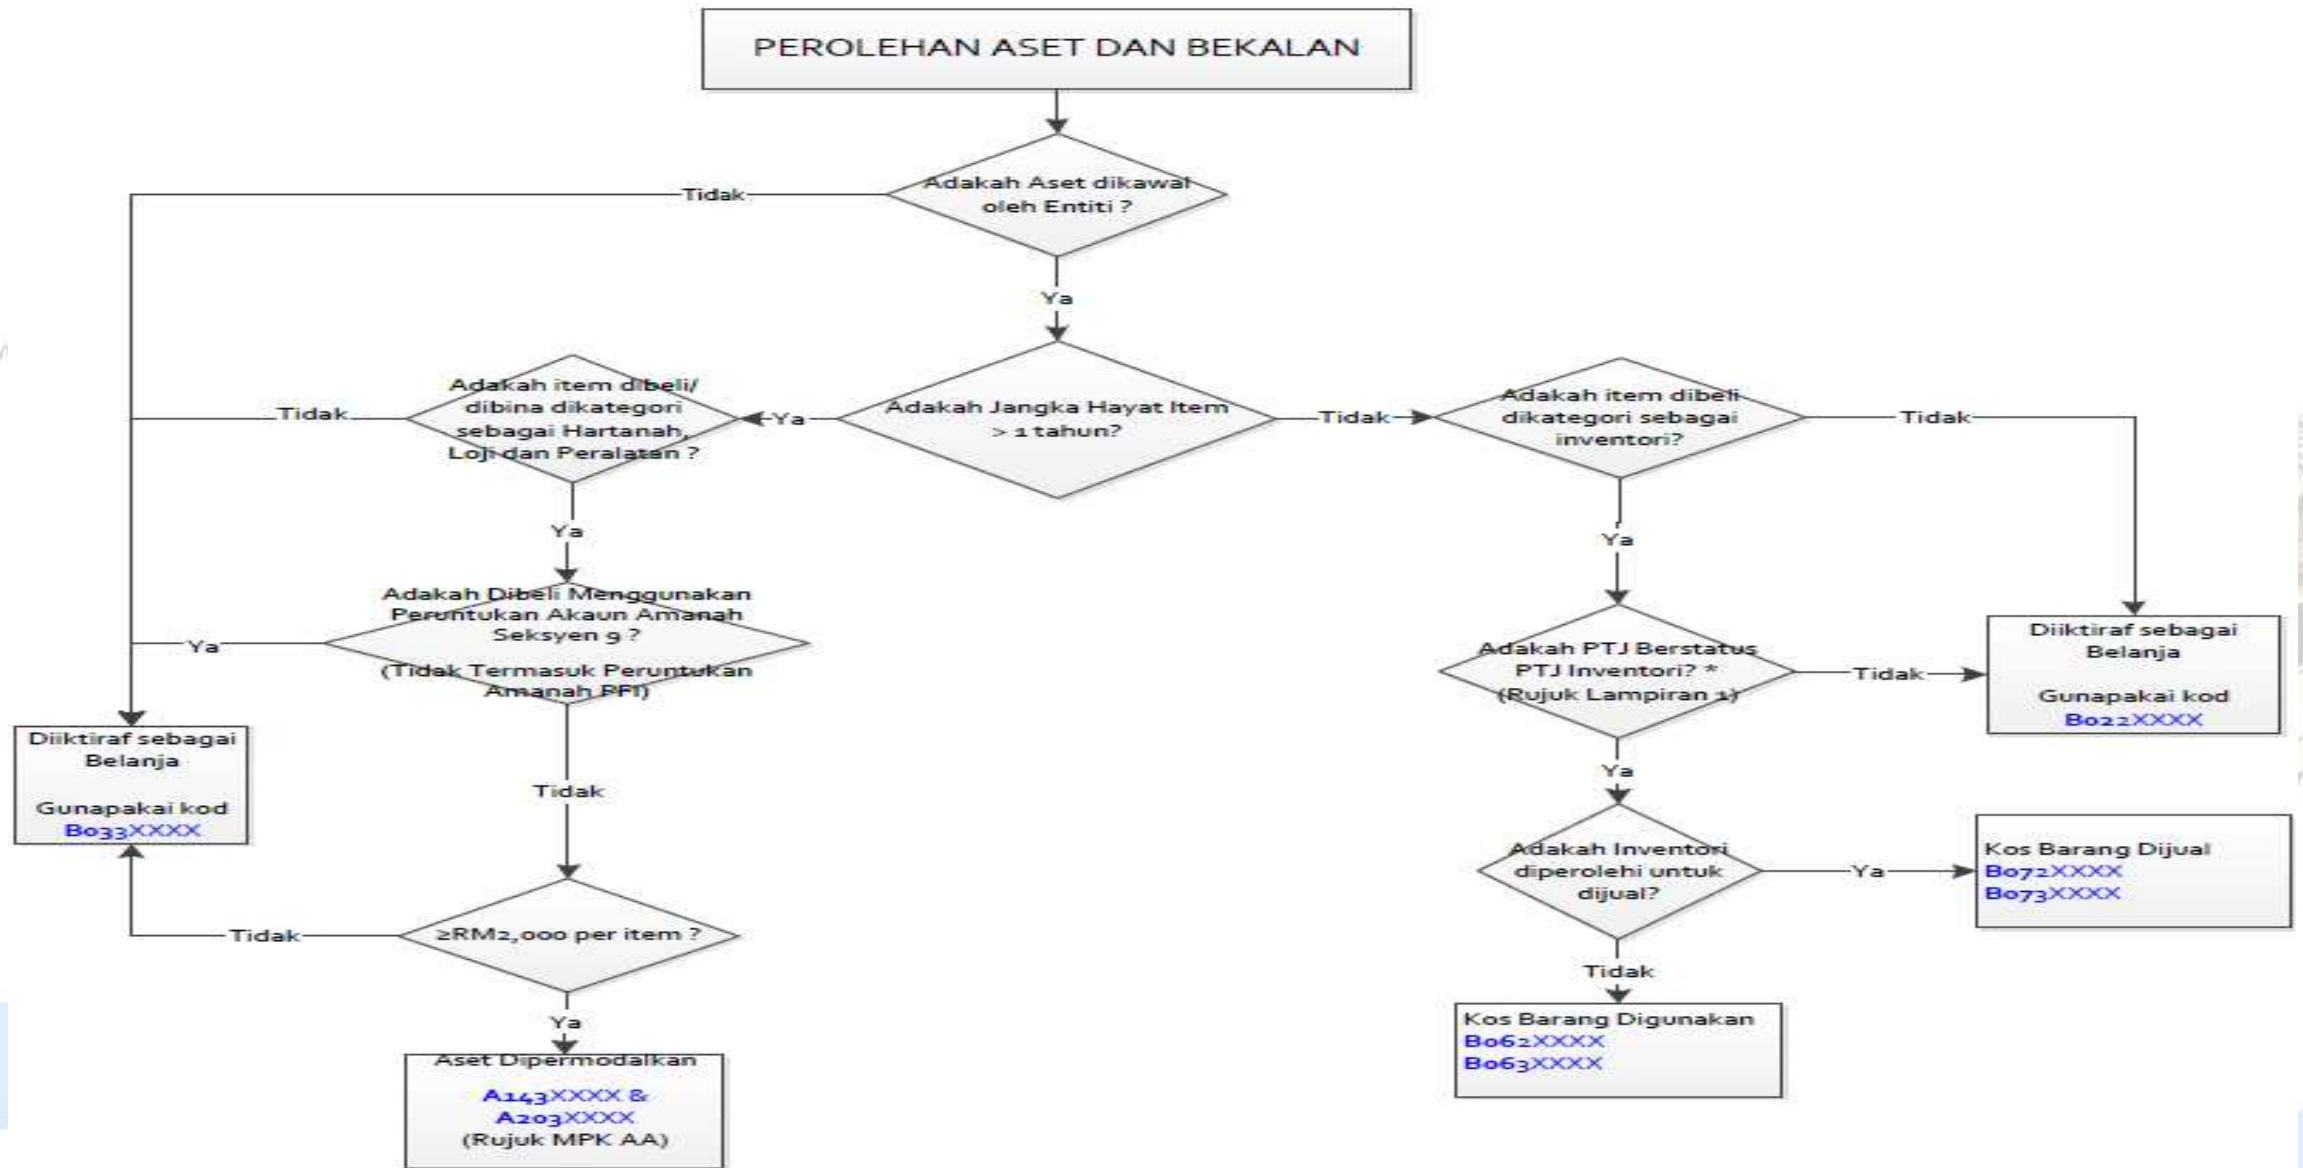 PEROLEHAN ASET DAN BEKALAN
Adakah Aset dikawal
oleh Entiti ?
Tidak
Ya
Adakah Jangka Hayat Item
> 1 tahun?
Ya
Tidak
Adakah item dibeli/
dibina dikategori
sebagai Hartanah,
Loji dan Peralatan ?
Tidak
Ya
Adakah Dibeli Menggunakan
Peruntukan Akaun Amanah
Seksyen 9 ?
(Tidak Termasuk Peruntukan
Amanah PFI)
Ya
Tidak
Diiktiraf sebagai
Belanja
Gunapakai kod
B033XXXX
≥RM2,000 per item ?
Tidak
Ya
Aset Dipermodalkan
A143XXXX &
A203XXXX
(Rujuk MPK AA)
Adakah item dibeli
dikategori sebagai
inventori?
Tidak
Ya
Adakah PTJ Berstatus
PTJ Inventori? *
(Rujuk Lampiran 1)
Tidak
Diiktiraf sebagai
Belanja
Gunapakai kod
B022XXXX
Ya
Adakah Inventori
diperolehi untuk
dijual?
Ya
Kos Barang Dijual
B072XXXX
B073XXXX
Tidak
Kos Barang Digunakan
B062XXXX
B063XXXX